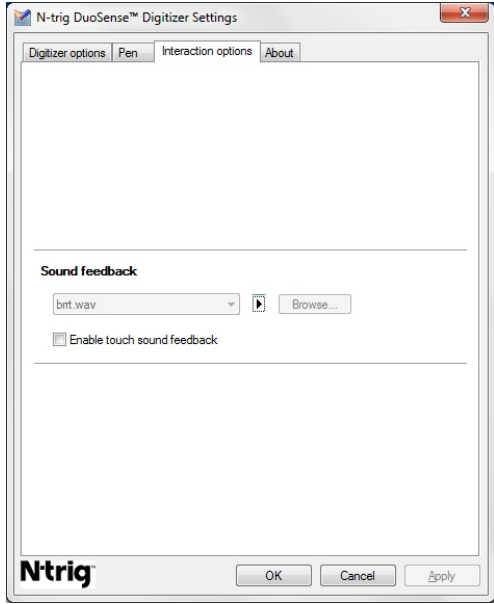 N-trig DuoSense™ Digitizer Settings
Digitizer options Pen Interaction options About
Sound feedback
brrt.wav Browse...
Enable touch sound feedback
N-trig™ OK Cancel Apply